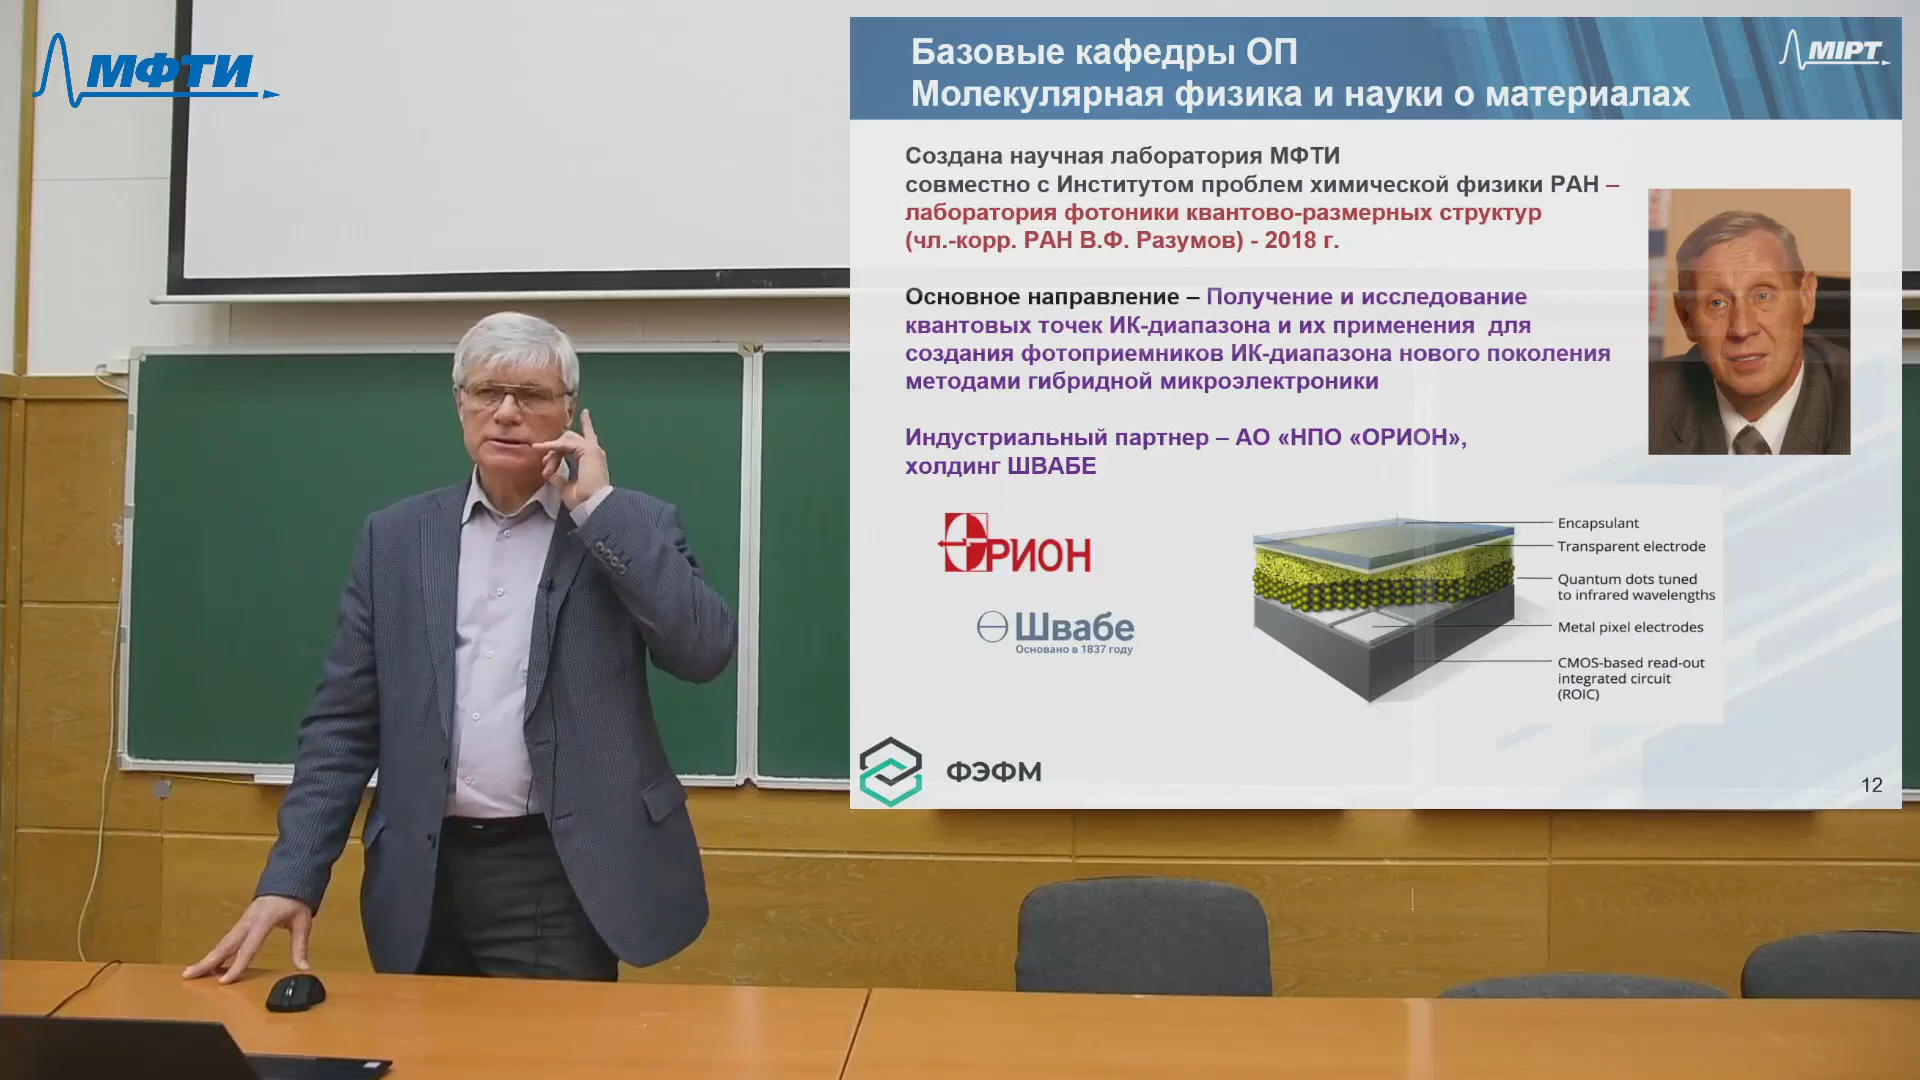 МФТИ
Базовые кафедры ОП
Молекулярная физика и науки о материалах
MIPT
Создана научная лаборатория МФТИ
совместно с Институтом проблем химической физики РАН –
лаборатория фотоники квантово-размерных структур
(чл.-корр. РАН В.Ф. Разумов) - 2018 г.
Основное направление – Получение и исследование
квантовых точек ИК-диапазона и их применения для
создания фотоприемников ИК-диапазона нового поколения
методами гибридной микроэлектроники
Индустриальный партнер – АО «НПО «ОРИОН»,
холдинг ШВАБЕ
ОРИОН
Швабе
Основано в 1837 году
Encapsulant
Transparent electrode
Quantum dots tuned
to infrared wavelengths
Metal pixel electrodes
CMOS-based read-out
integrated circuit
(ROIC)
ФЭФМ
12